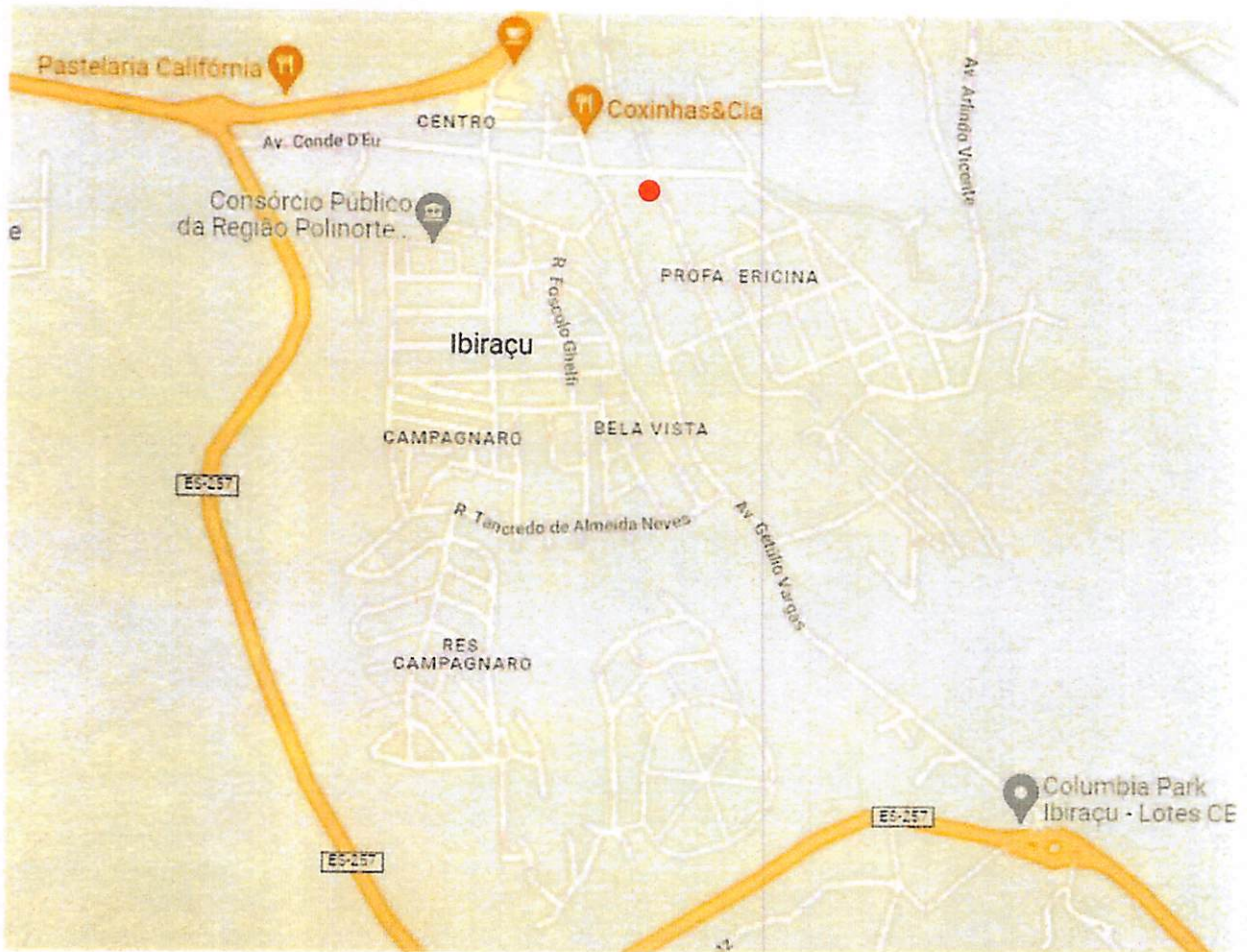 Pastelaria Califórnia
Coxinhas&Cia
CENTRO
Av. Conde D'Eu
Av. Arlindo Vicente
Consórcio Público
da Região Polinorte .
e
PROFA ERICINA
R Foscolo Ghelfi
Ibiraçu
CAMPAGNARO
BELA VISTA
ES-257
R Tancredo de Almeida Neves
Av. Getúlio Vargas
RES
CAMPAGNARO
Columbia Park
Ibiraçu - Lotes CE
ES-257
ES-257